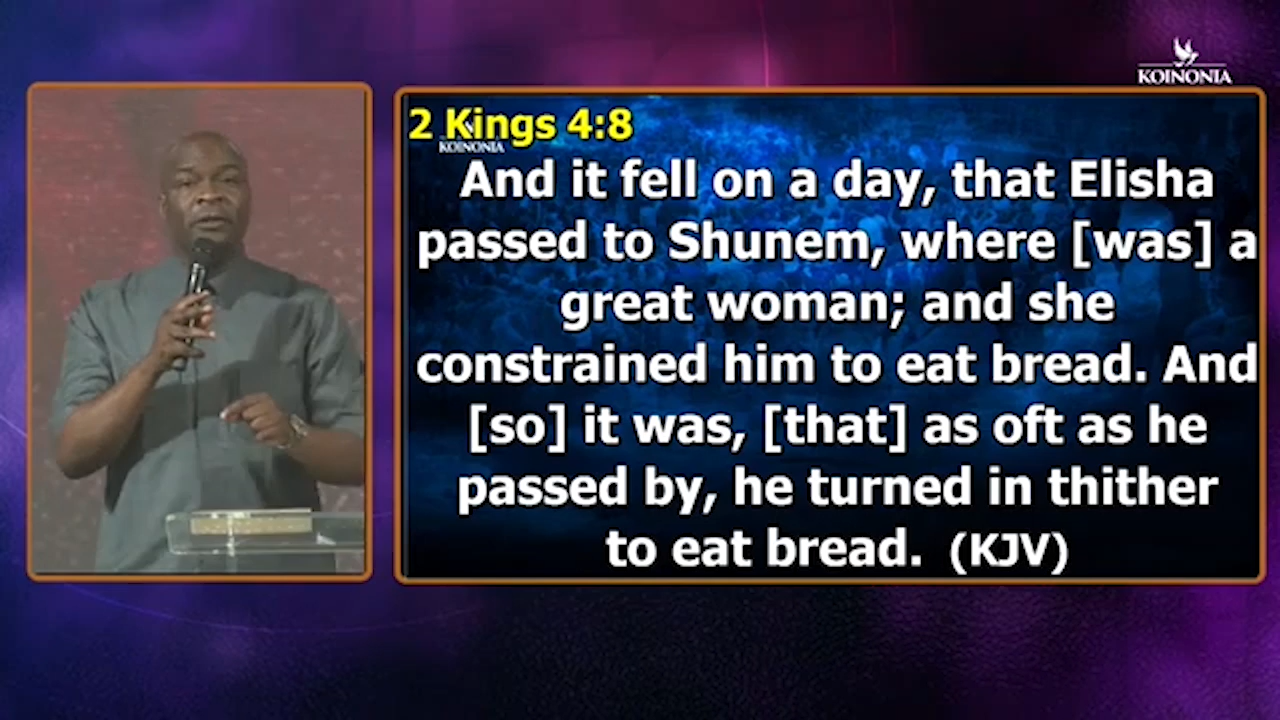 KOINONIA
2 Kings 4:8
KOINONIA
And it fell on a day, that Elisha
passed to Shunem, where [was] a
great woman; and she
constrained him to eat bread. And
[so] it was, [that] as oft as he
passed by, he turned in thither
to eat bread. (KJV)